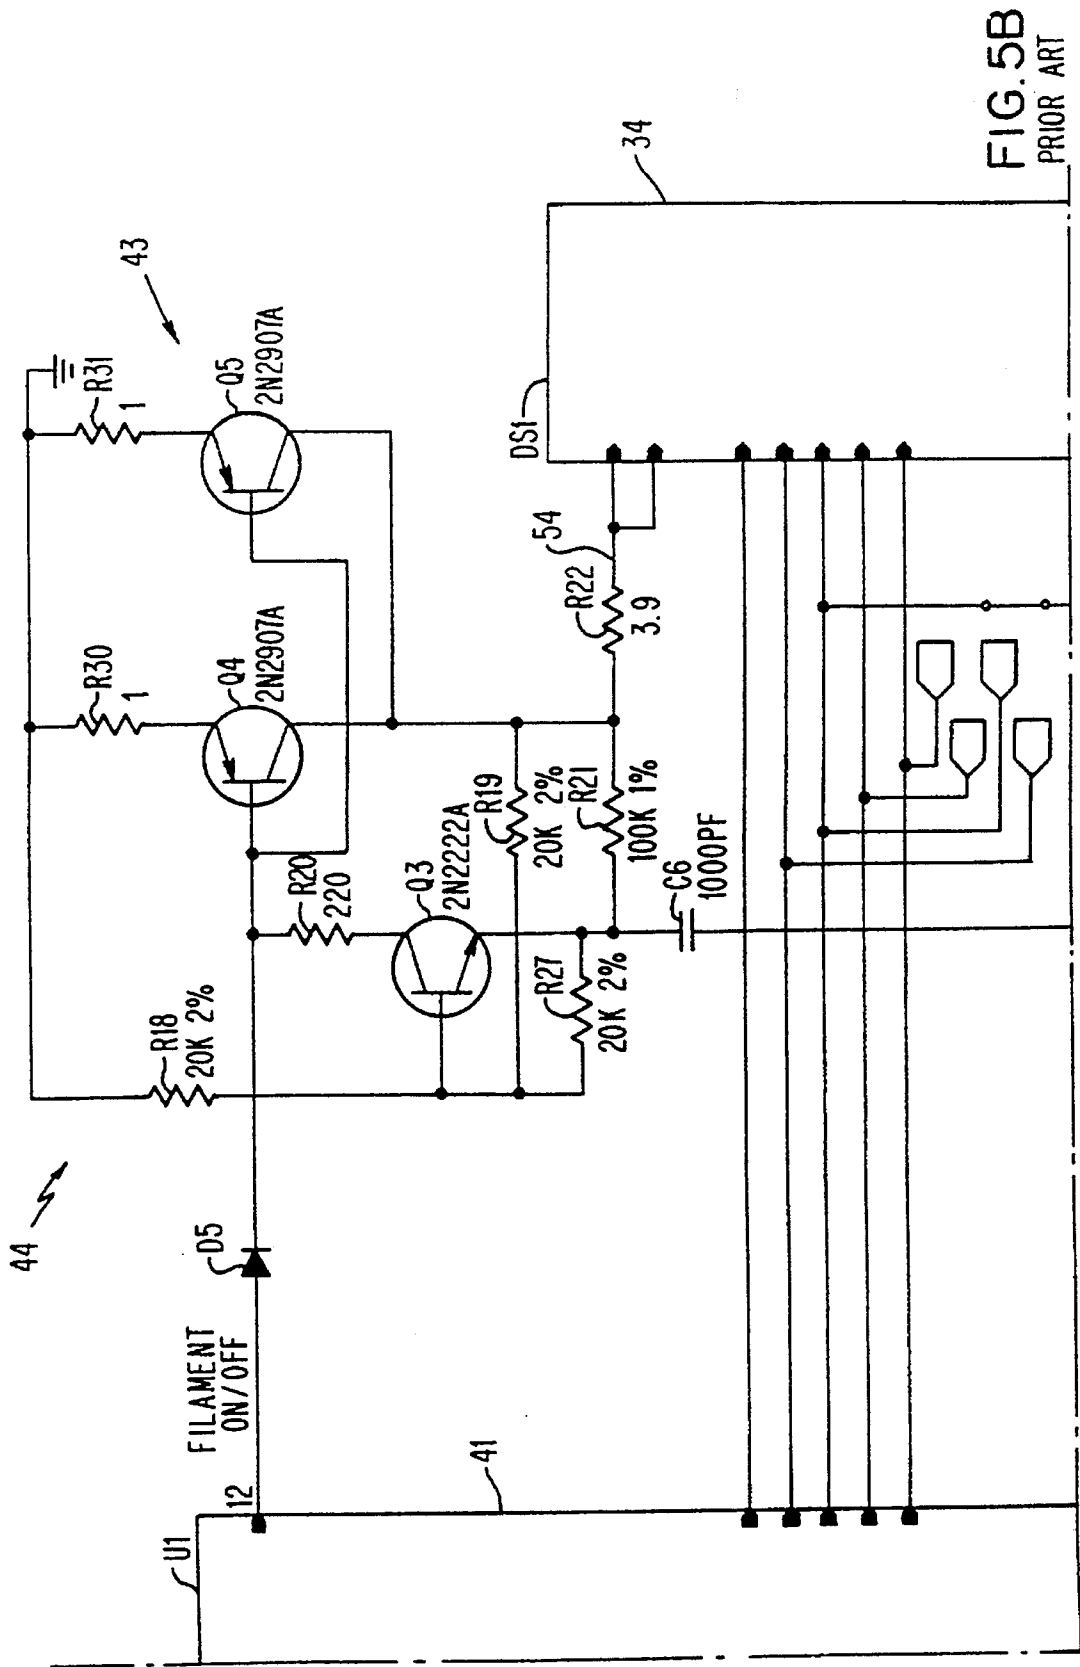 44
43
R31
1
R30
1
Q5
2N2907A
Q4
2N2907A
R18
20K 2%
R20
220
Q3
2N2222A
R19
20K 2%
R21
100K 1%
R27
20K 2%
C6
1000PF
R22
3.9
54
DS1
34
D5
FILAMENT
ON/OFF
12
U1
41
FIG. 5B
PRIOR ART